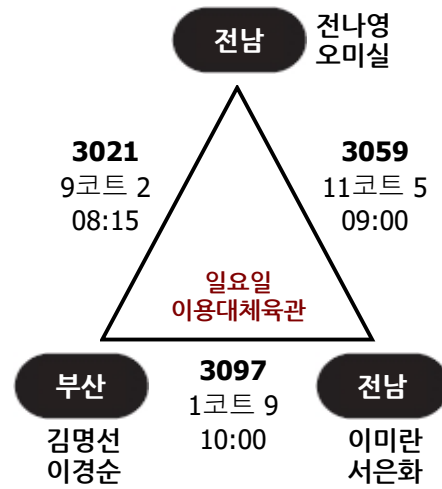 전남
전나영
오미실
3021
9코트 2
08:15
3059
11코트 5
09:00
일요일
이용대체육관
부산
김명선
이경순
3097
1코트 9
10:00
전남
이미란
서은화